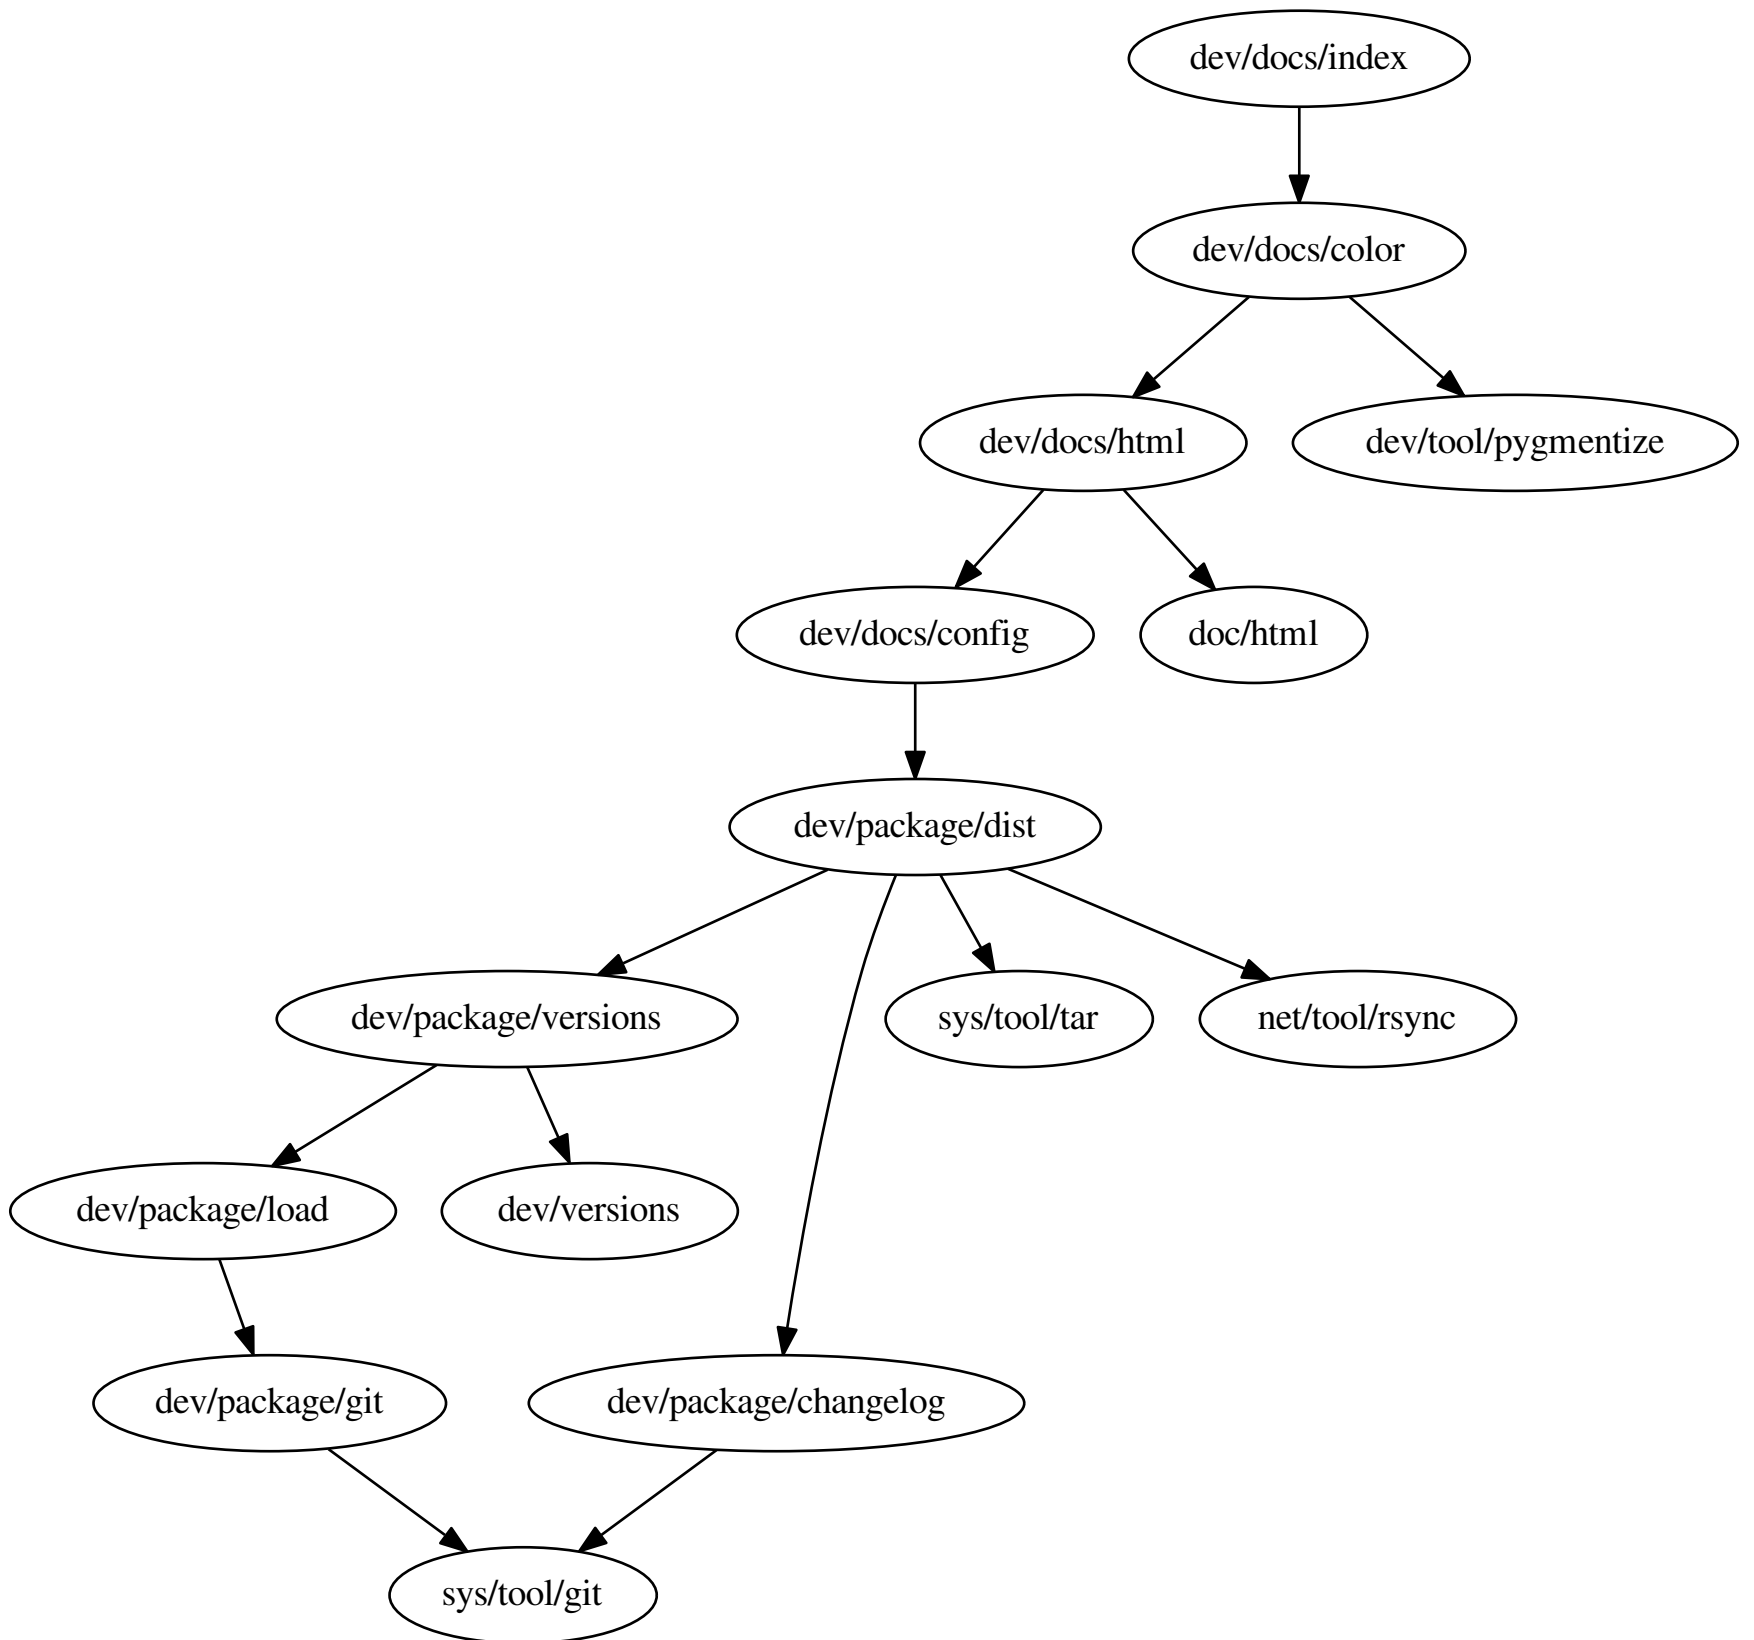 dev/docs/index
dev/docs/color
dev/docs/html
dev/tool/pygmentize
dev/docs/config
doc/html
dev/package/dist
dev/package/versions
sys/tool/tar
net/tool/rsync
dev/package/load
dev/versions
dev/package/git
dev/package/changelog
sys/tool/git